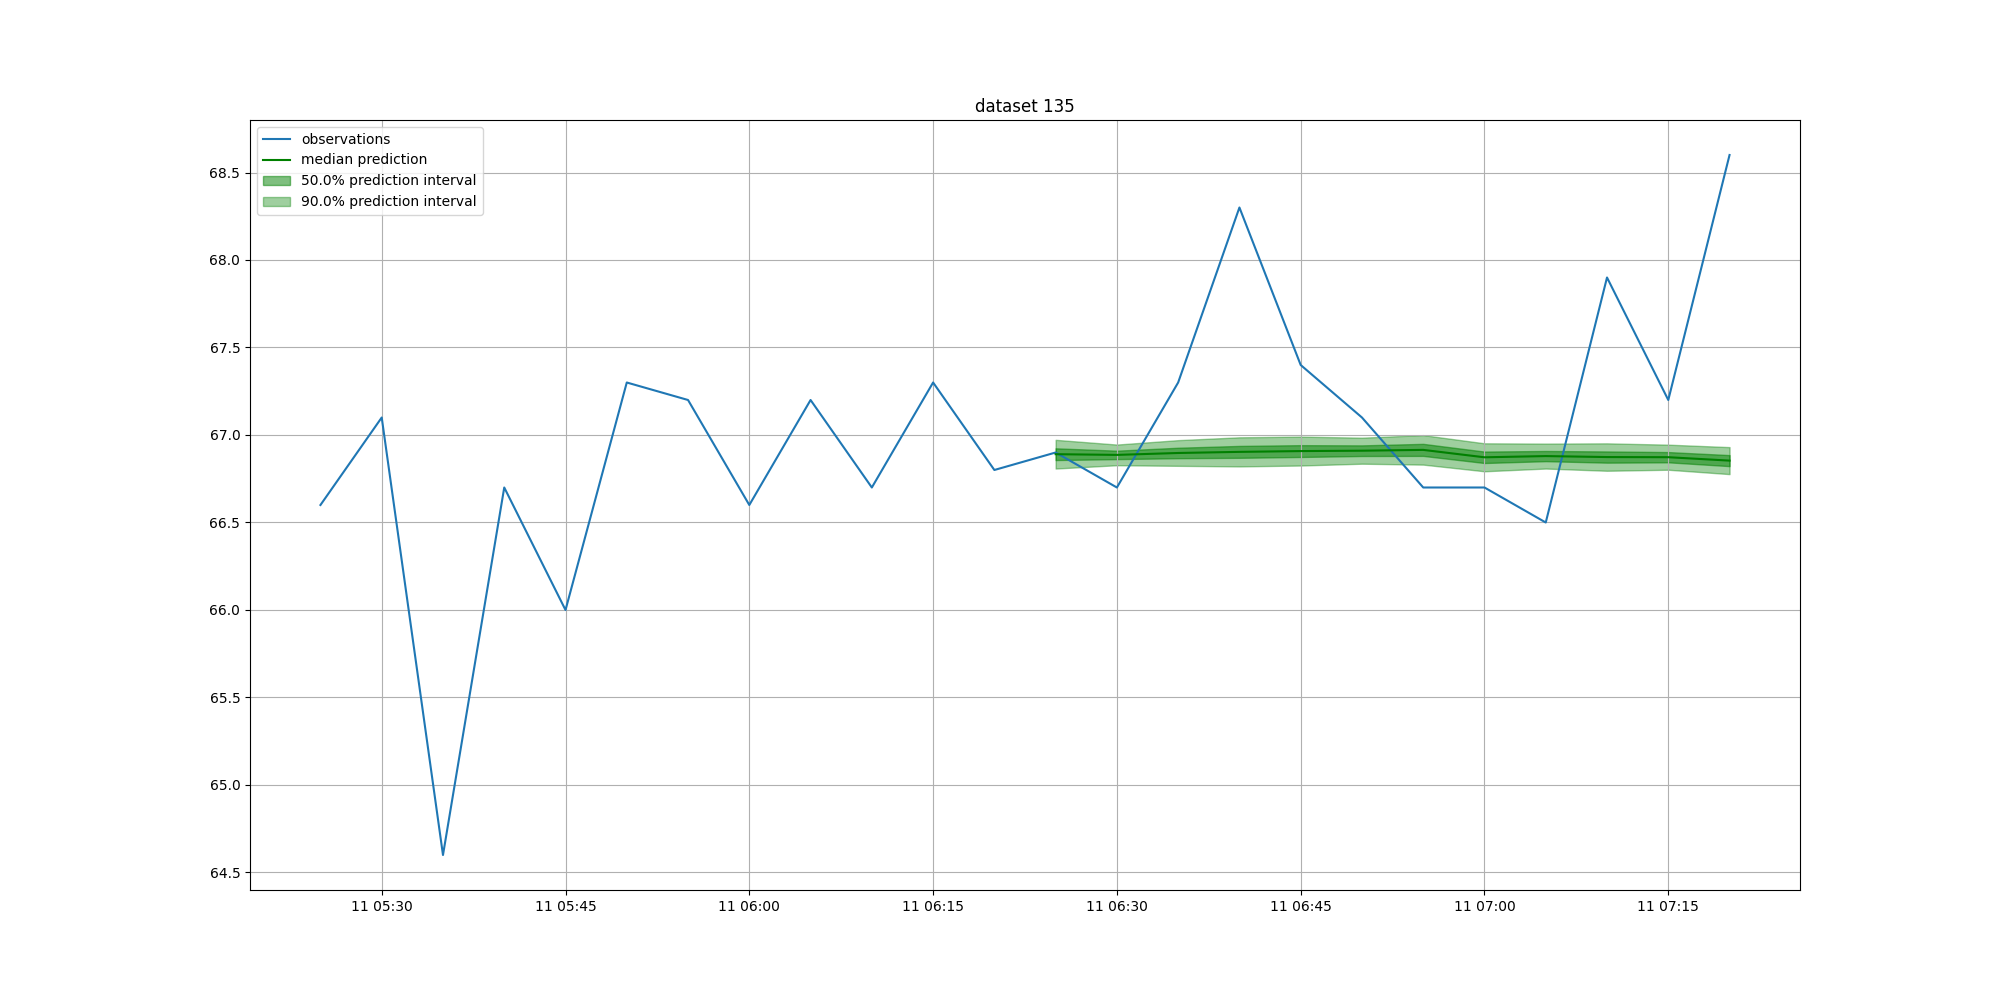 dataset 135
observations
median prediction
50.0% prediction interval
90.0% prediction interval
68.5
68.0
67.5
67.0
66.5
66.0
65.5
65.0
64.5
11 05:30 11 05:45 11 06:00 11 06:15 11 06:30 11 06:45 11 07:00 11 07:15